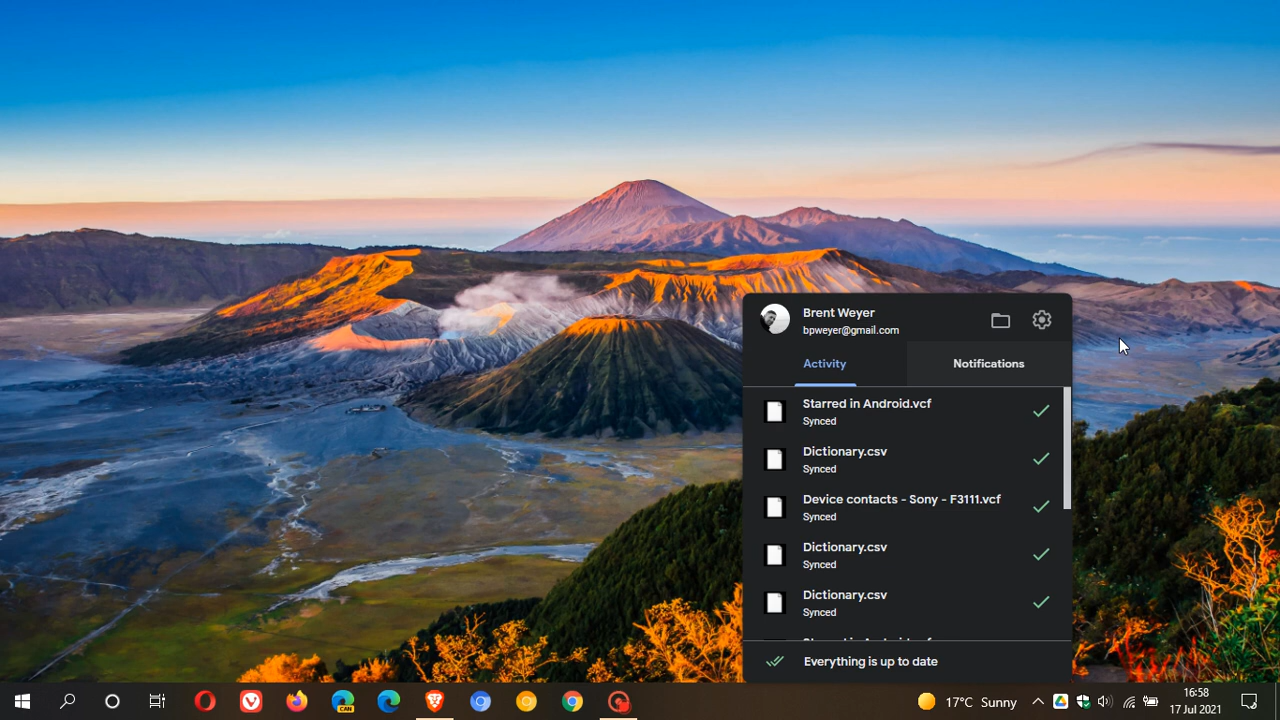 Brent Weyer
bpweyer@gmail.com
Activity
Notifications
Starred in Android.vcf
Synced
Dictionary.csv
Synced
Device contacts - Sony - F3111.vcf
Synced
Dictionary.csv
Synced
Dictionary.csv
Synced
Everything is up to date
CAN
17°C Sunny
16:58
17 Jul 2021